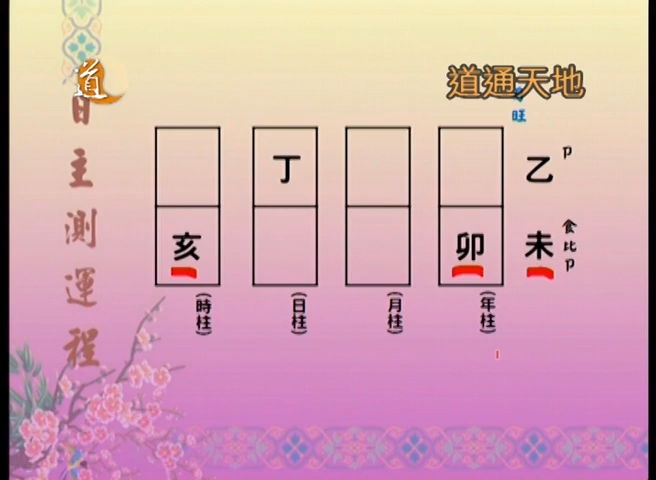 道
道通天地
日主測運程
旺
丁 乙 卩
亥 卯 未 食比卩
(時柱) (日柱) (月柱) (年柱)